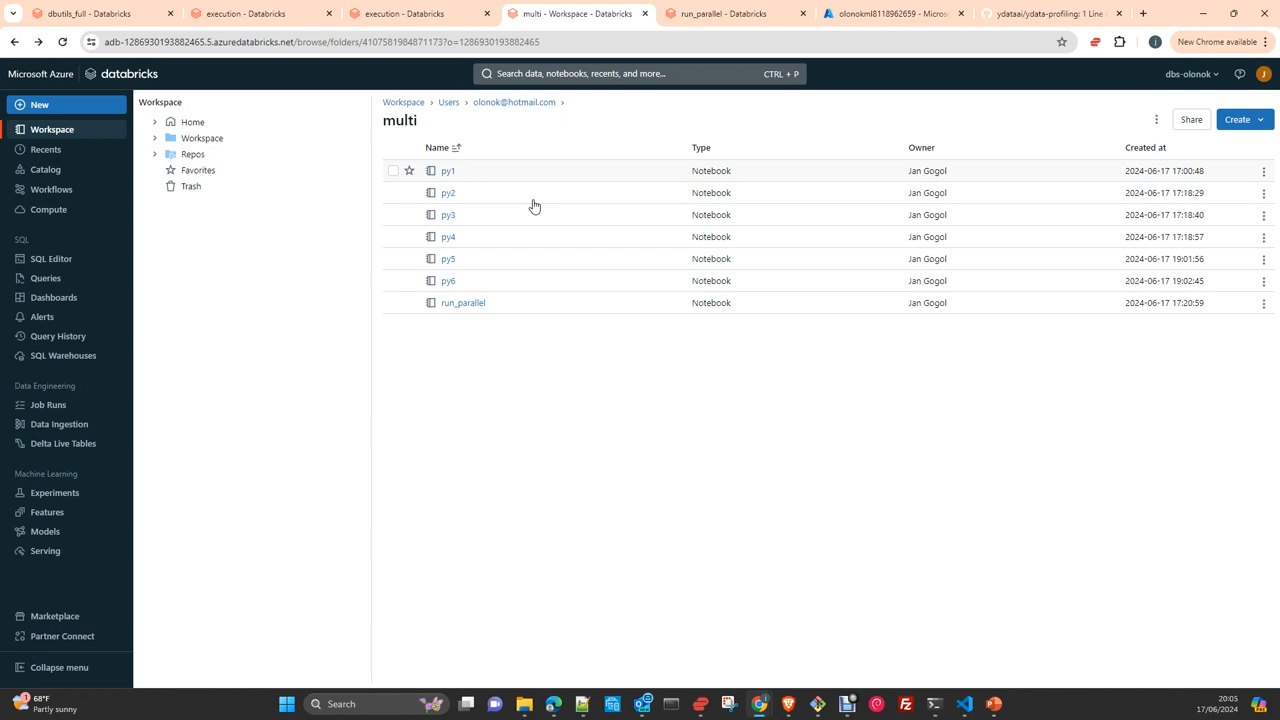 dbutils_full - Databricks
execution - Databricks
execution - Databricks
multi - Workspace - Databricks
run_parallel - Databricks
olonokml8118962659 - Microso
ydataai/ydata-profiling: 1 Line
adb-1286930193882465.5.azuredatabricks.net/browse/folders/4107581984871173?o=1286930193882465
New Chrome available
Microsoft Azure
databricks
Search data, notebooks, recents, and more...
CTRL + P
dbs-olonok
J
New
Workspace
Recents
Catalog
Workflows
Compute
SQL
SQL Editor
Queries
Dashboards
Alerts
Query History
SQL Warehouses
Data Engineering
Job Runs
Data Ingestion
Delta Live Tables
Machine Learning
Experiments
Features
Models
Serving
Marketplace
Partner Connect
Collapse menu
Workspace
Home
Workspace
Repos
Favorites
Trash
Workspace > Users > olonok@hotmail.com >
multi
Share
Create
Name Type Owner Created at
py1 Notebook Jan Gogol 2024-06-17 17:00:48
py2 Notebook Jan Gogol 2024-06-17 17:18:29
py3 Notebook Jan Gogol 2024-06-17 17:18:40
py4 Notebook Jan Gogol 2024-06-17 17:18:57
py5 Notebook Jan Gogol 2024-06-17 19:01:56
py6 Notebook Jan Gogol 2024-06-17 19:02:45
run_parallel Notebook Jan Gogol 2024-06-17 17:20:59
68°F
Partly sunny
Search
20:05
17/06/2024